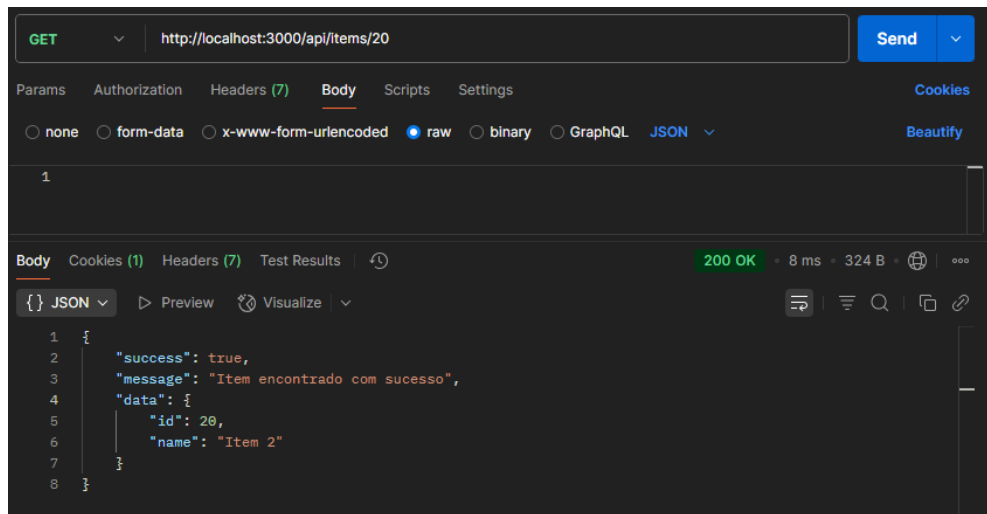 GET http://localhost:3000/api/items/20 Send
Params Authorization Headers (7) Body Scripts Settings Cookies
none form-data x-www-form-urlencoded raw binary GraphQL JSON Beautify
1
Body Cookies (1) Headers (7) Test Results 200 OK • 8 ms • 324 B •
{} JSON Preview Visualize
1 {
2 "success": true,
3 "message": "Item encontrado com sucesso",
4 "data": {
5 "id": 20,
6 "name": "Item 2"
7 }
8 }